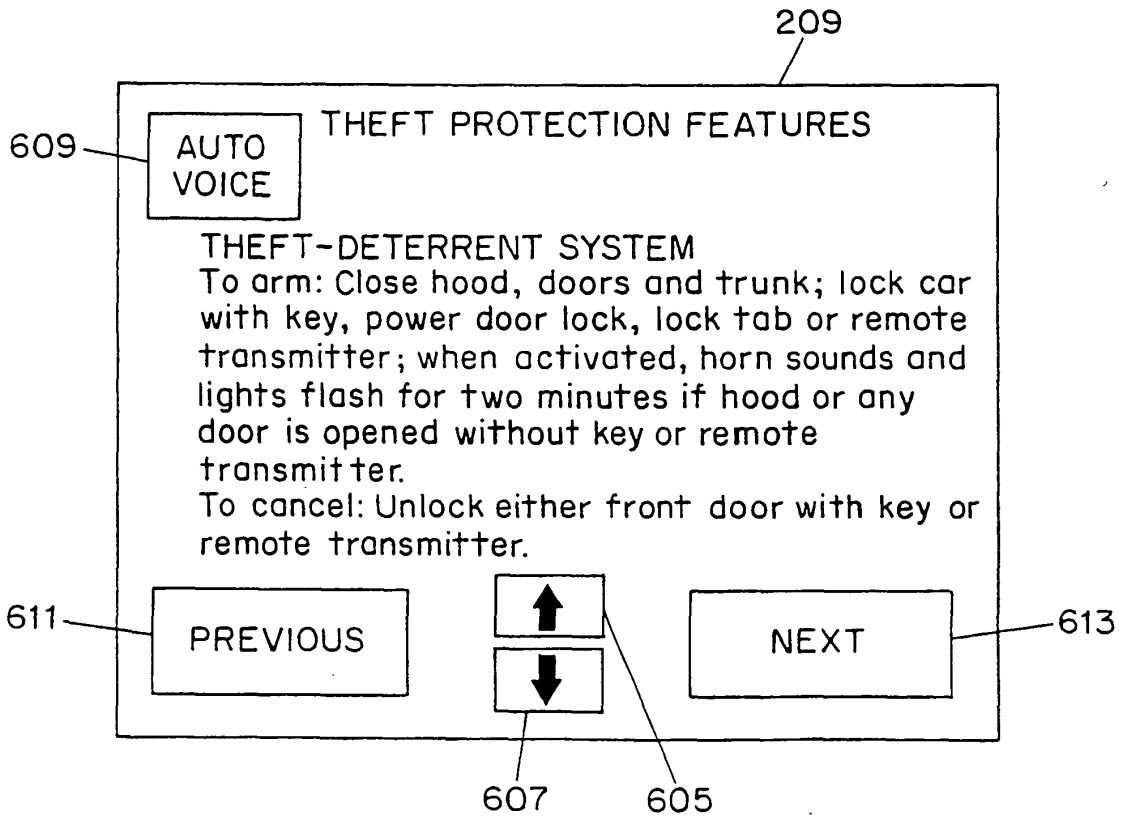 209
THEFT PROTECTION FEATURES
609
AUTO
VOICE
THEFT-DETERRENT SYSTEM
To arm: Close hood, doors and trunk; lock car
with key, power door lock, lock tab or remote
transmitter; when activated, horn sounds and
lights flash for two minutes if hood or any
door is opened without key or remote
transmitter.
To cancel: Unlock either front door with key or
remote transmitter.
611
PREVIOUS
NEXT
613
607
605